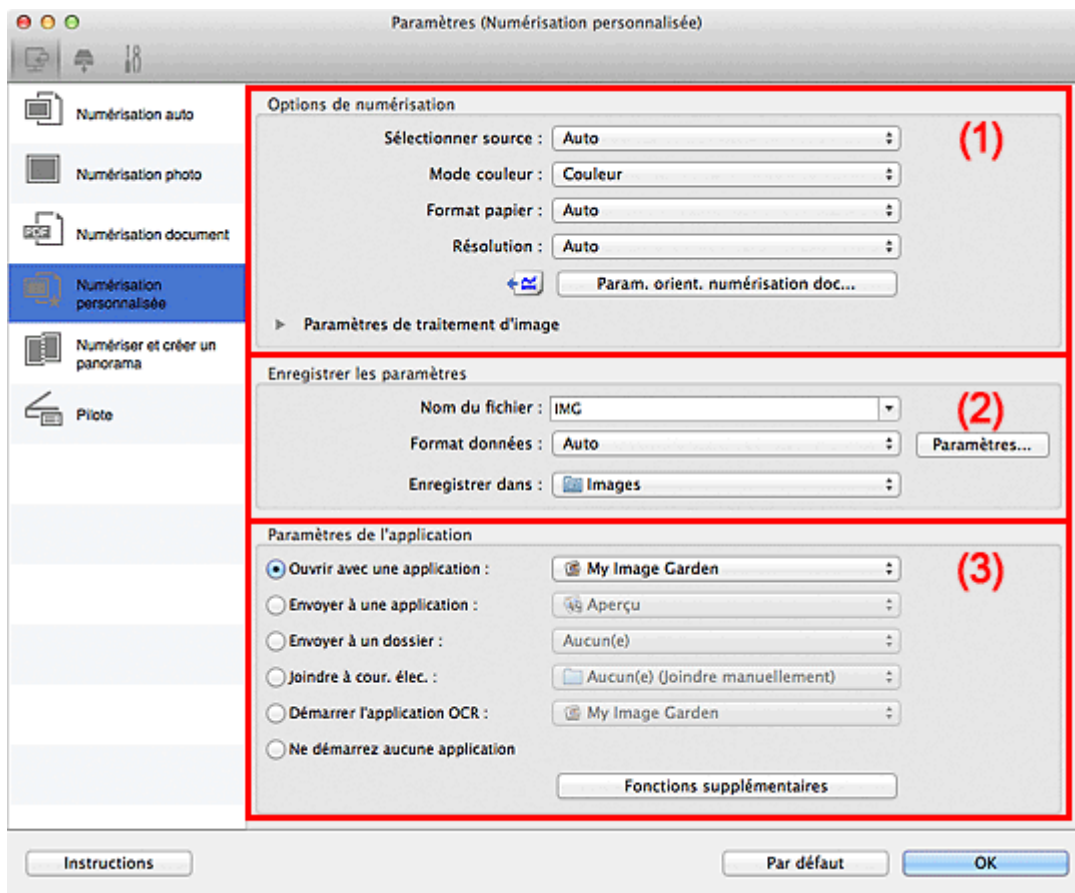 Paramètres (Numérisation personnalisée)
Numérisation auto
Numérisation photo
PDF
Numérisation document
Numérisation
personnalisée
Numériser et créer un
panorama
Pilote
Options de numérisation
(1)
Sélectionner source : Auto
Mode couleur : Couleur
Format papier : Auto
Résolution : Auto
Param. orient. numérisation doc...
Paramètres de traitement d'image
Enregistrer les paramètres
(2)
Nom du fichier : IMG
Format données : Auto Paramètres...
Enregistrer dans : Images
Paramètres de l'application
(3)
Ouvrir avec une application : My Image Garden
Envoyer à une application : Aperçu
Envoyer à un dossier : Aucun(e)
Joindre à cour. élec. : Aucun(e) (Joindre manuellement)
Démarrer l'application OCR : My Image Garden
Ne démarrez aucune application
Fonctions supplémentaires
Instructions Par défaut OK